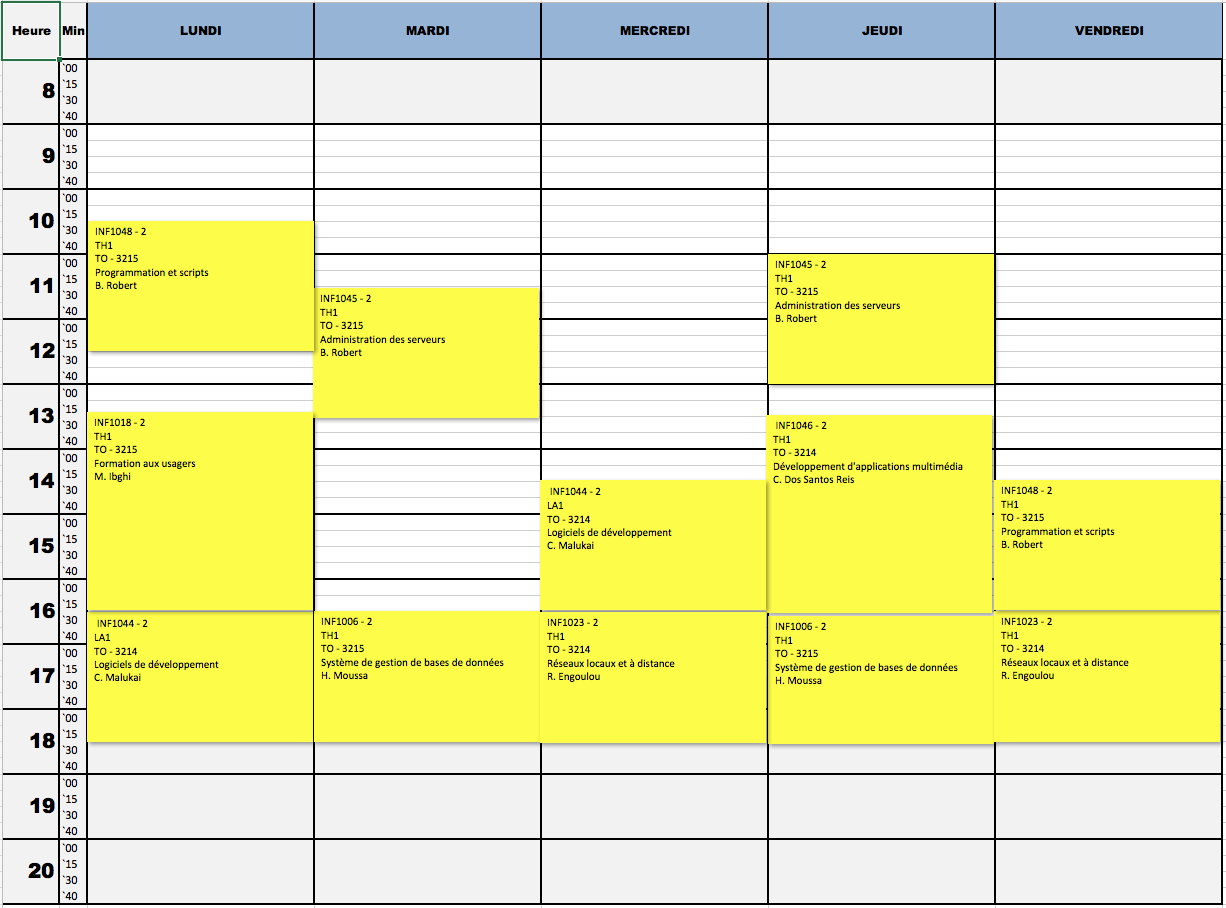 Heure Min LUNDI MARDI MERCREDI JEUDI VENDREDI
8
`00
`15
`30
`40
9
`00
`15
`30
`40
10
`00
`15
`30
`40
11
`00
`15
`30
`40
12
`00
`15
`30
`40
13
`00
`15
`30
`40
14
`00
`15
`30
`40
15
`00
`15
`30
`40
16
`00
`15
`30
`40
17
`00
`15
`30
`40
18
`00
`15
`30
`40
19
`00
`15
`30
`40
20
`00
`15
`30
`40
INF1048 - 2
TH1
TO - 3215
Programmation et scripts
B. Robert
INF1018 - 2
TH1
TO - 3215
Formation aux usagers
M. Ibghi
INF1044 - 2
LA1
TO - 3214
Logiciels de développement
C. Malukai
INF1045 - 2
TH1
TO - 3215
Administration des serveurs
B. Robert
INF1006 - 2
TH1
TO - 3215
Système de gestion de bases de données
H. Moussa
INF1044 - 2
LA1
TO - 3214
Logiciels de développement
C. Malukai
INF1023 - 2
TH1
TO - 3214
Réseaux locaux et à distance
R. Engoulou
INF1045 - 2
TH1
TO - 3215
Administration des serveurs
B. Robert
INF1046 - 2
TH1
TO - 3214
Développement d'applications multimédia
C. Dos Santos Reis
INF1006 - 2
TH1
TO - 3215
Système de gestion de bases de données
H. Moussa
INF1048 - 2
TH1
TO - 3215
Programmation et scripts
B. Robert
INF1023 - 2
TH1
TO - 3214
Réseaux locaux et à distance
R. Engoulou